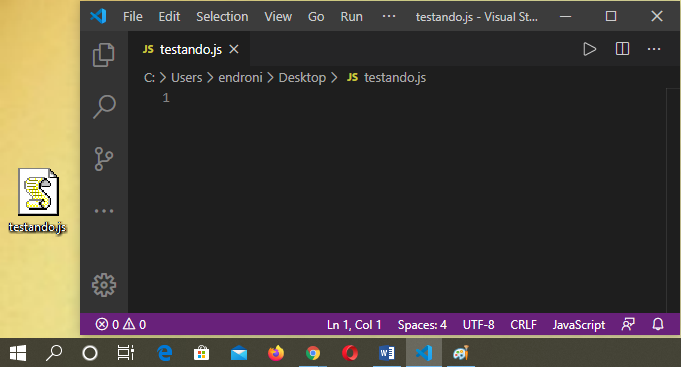 File Edit Selection View Go Run ··· testando.js - Visual St...
JS testando.js
C: > Users > endroni > Desktop > JS testando.js
1
testando.js
0 0 Ln 1, Col 1 Spaces: 4 UTF-8 CRLF JavaScript